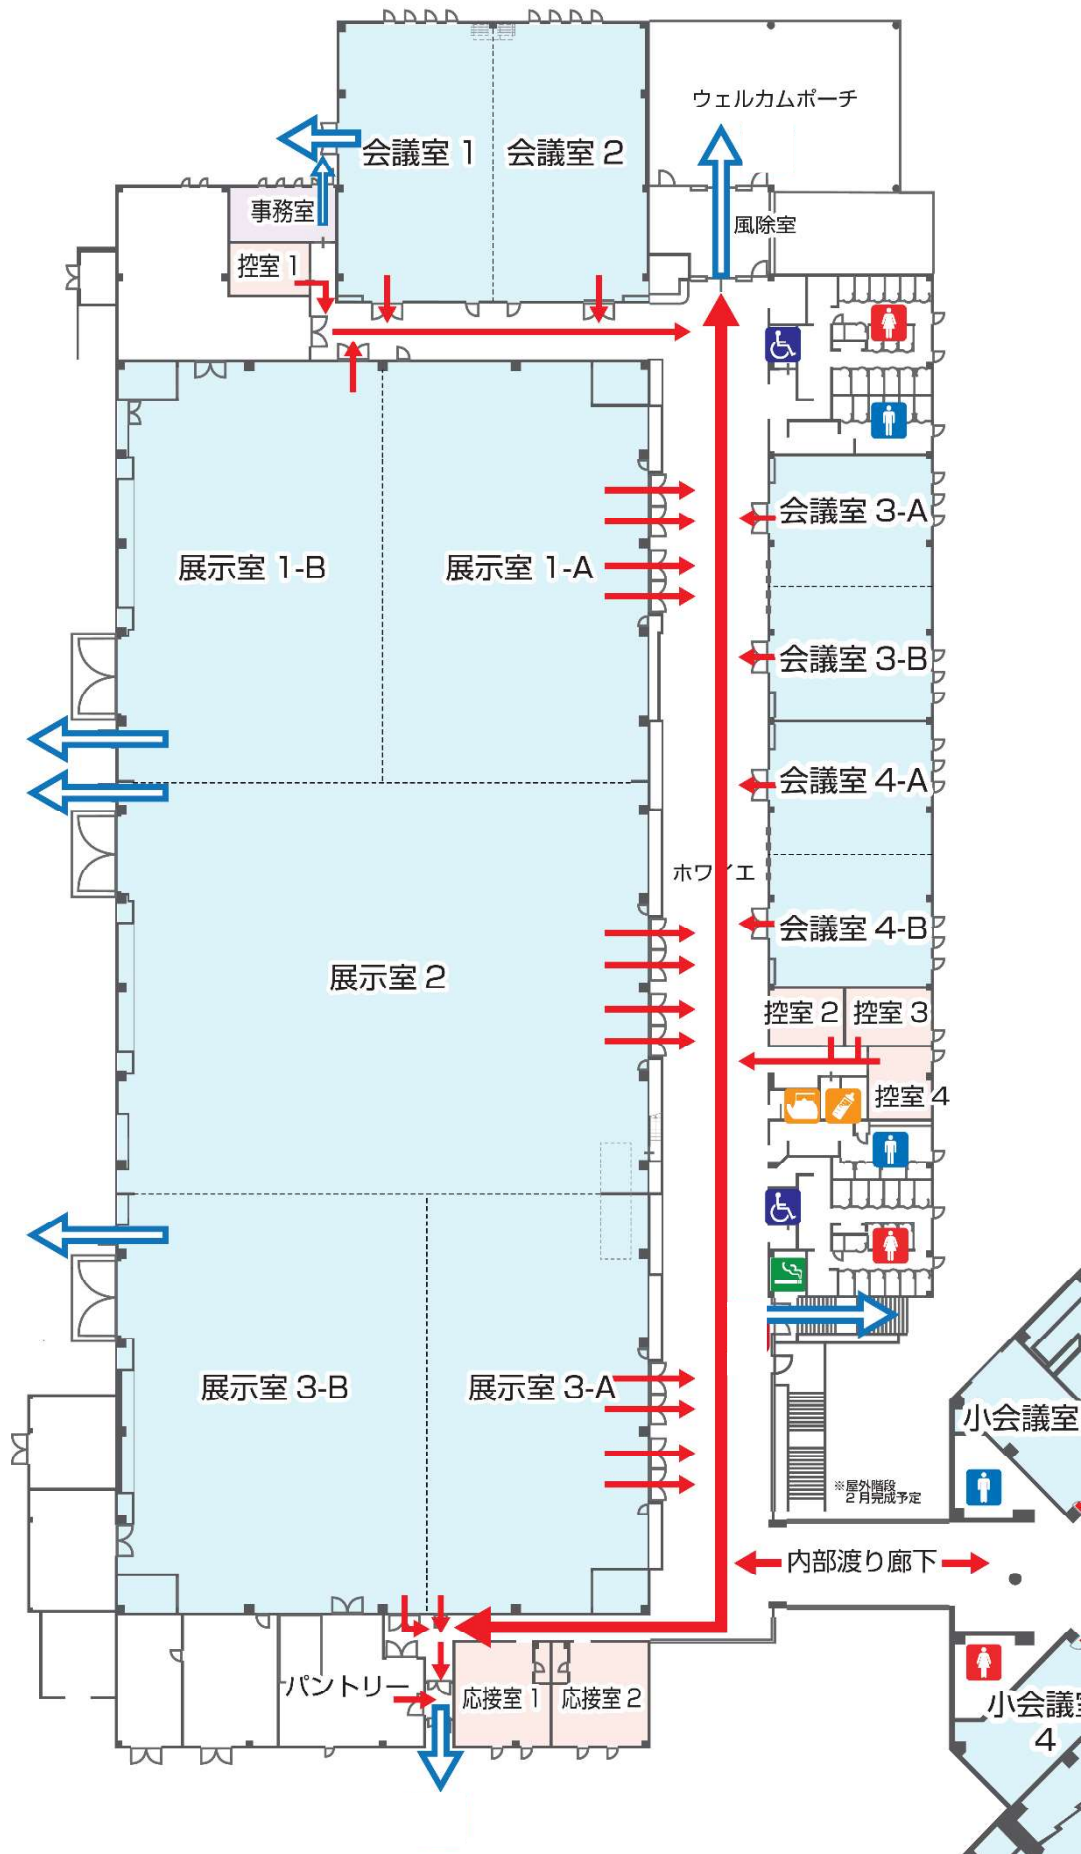 ウェルカムポーチ
会議室 1
会議室 2
事務室
風除室
控室 1
会議室 3-A
展示室 1-B
展示室 1-A
会議室 3-B
会議室 4-A
ホワイエ
会議室 4-B
展示室 2
控室 2
控室 3
控室 4
展示室 3-B
展示室 3-A
小会議室
※屋外階段
2月完成予定
内部渡り廊下
パントリー
応接室 1
応接室 2
小会議室
4